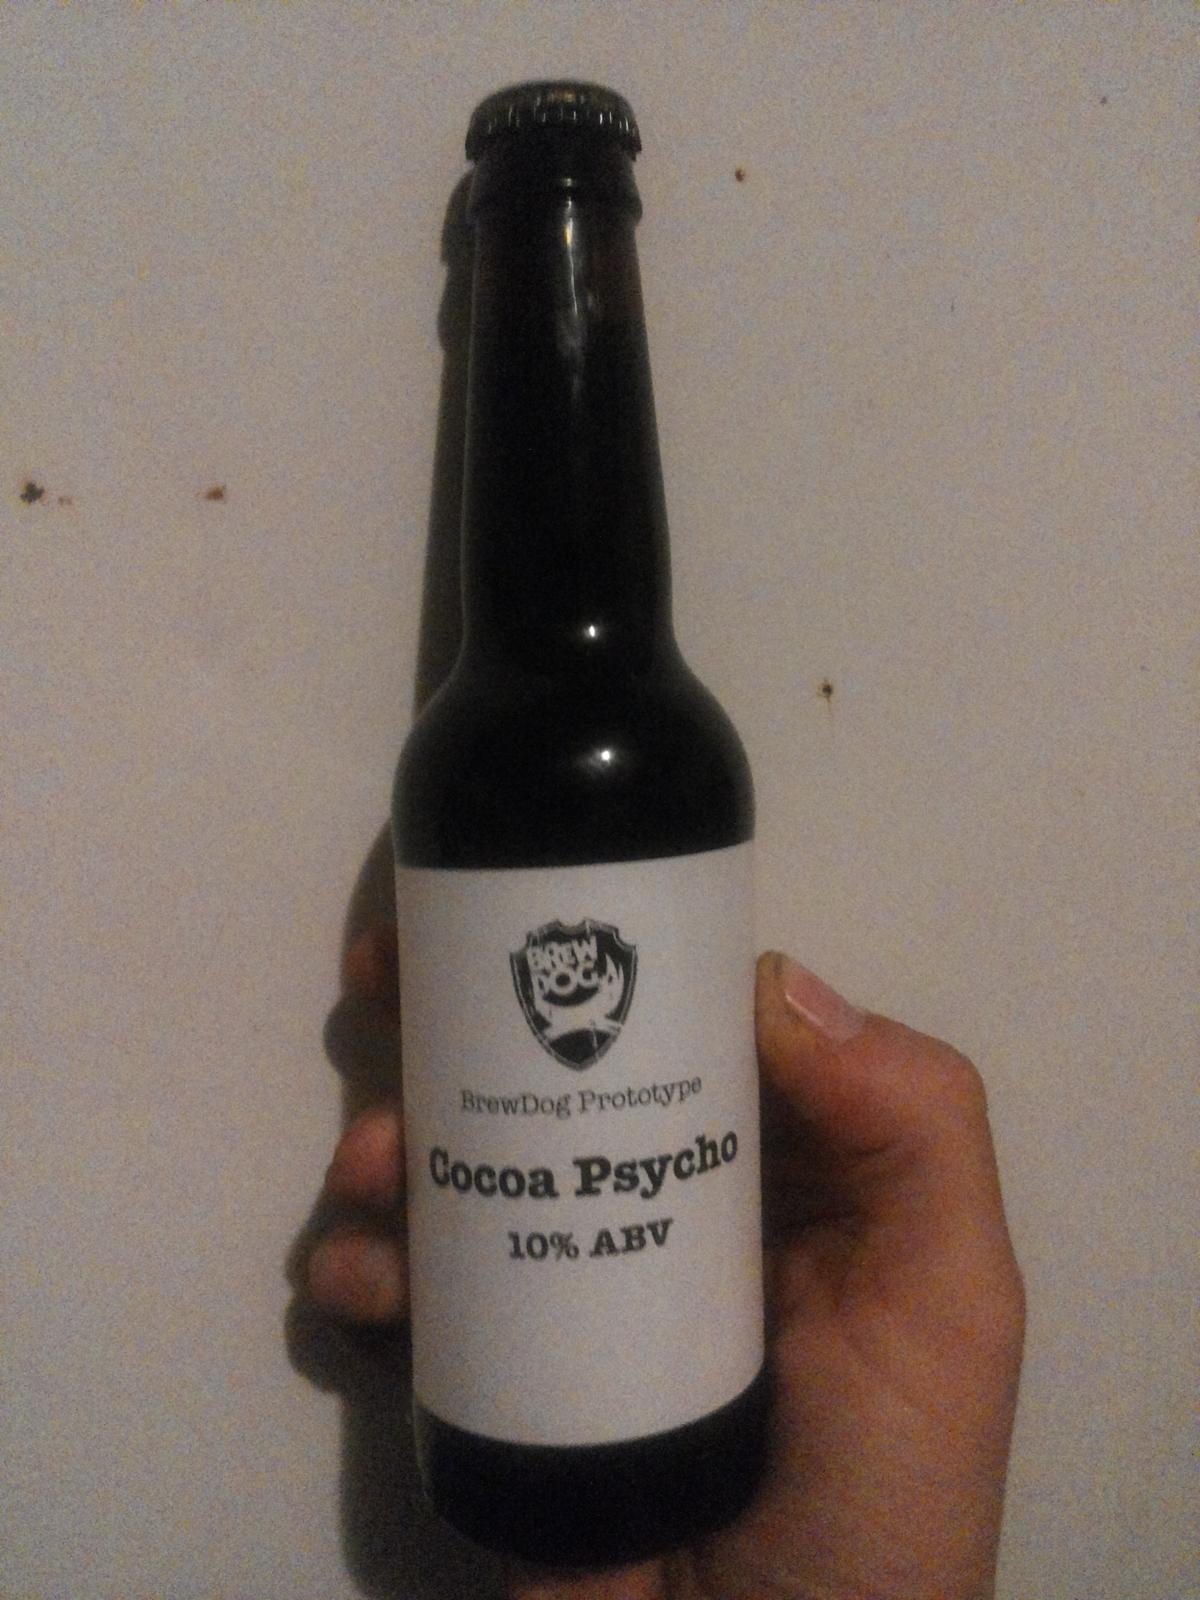 BREW
DOG
BrewDog Prototype
Cocoa Psycho
10% ABV